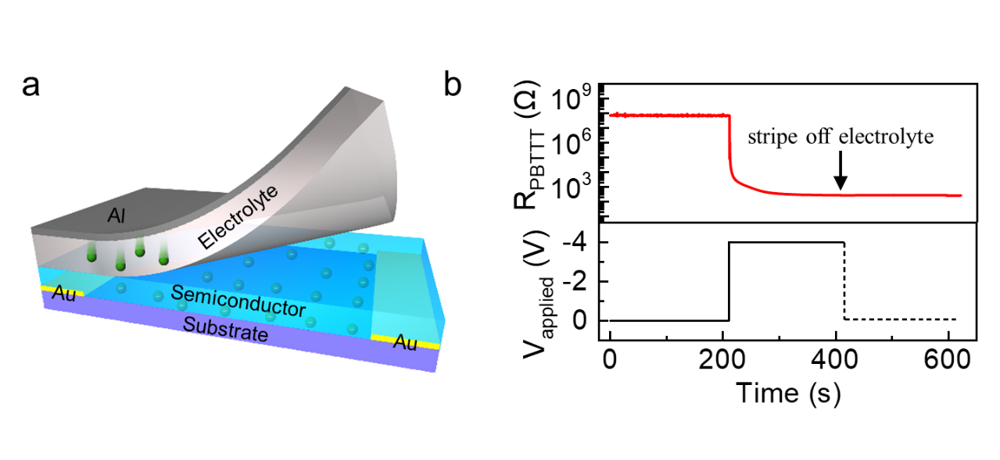 a
Al
Electrolyte
Au
Semiconductor
Substrate
Au
b
R_PBTTT (Ω)
10^9
10^6
10^3
stripe off electrolyte
V_applied (V)
-4
-2
0
0 200 400 600
Time (s)